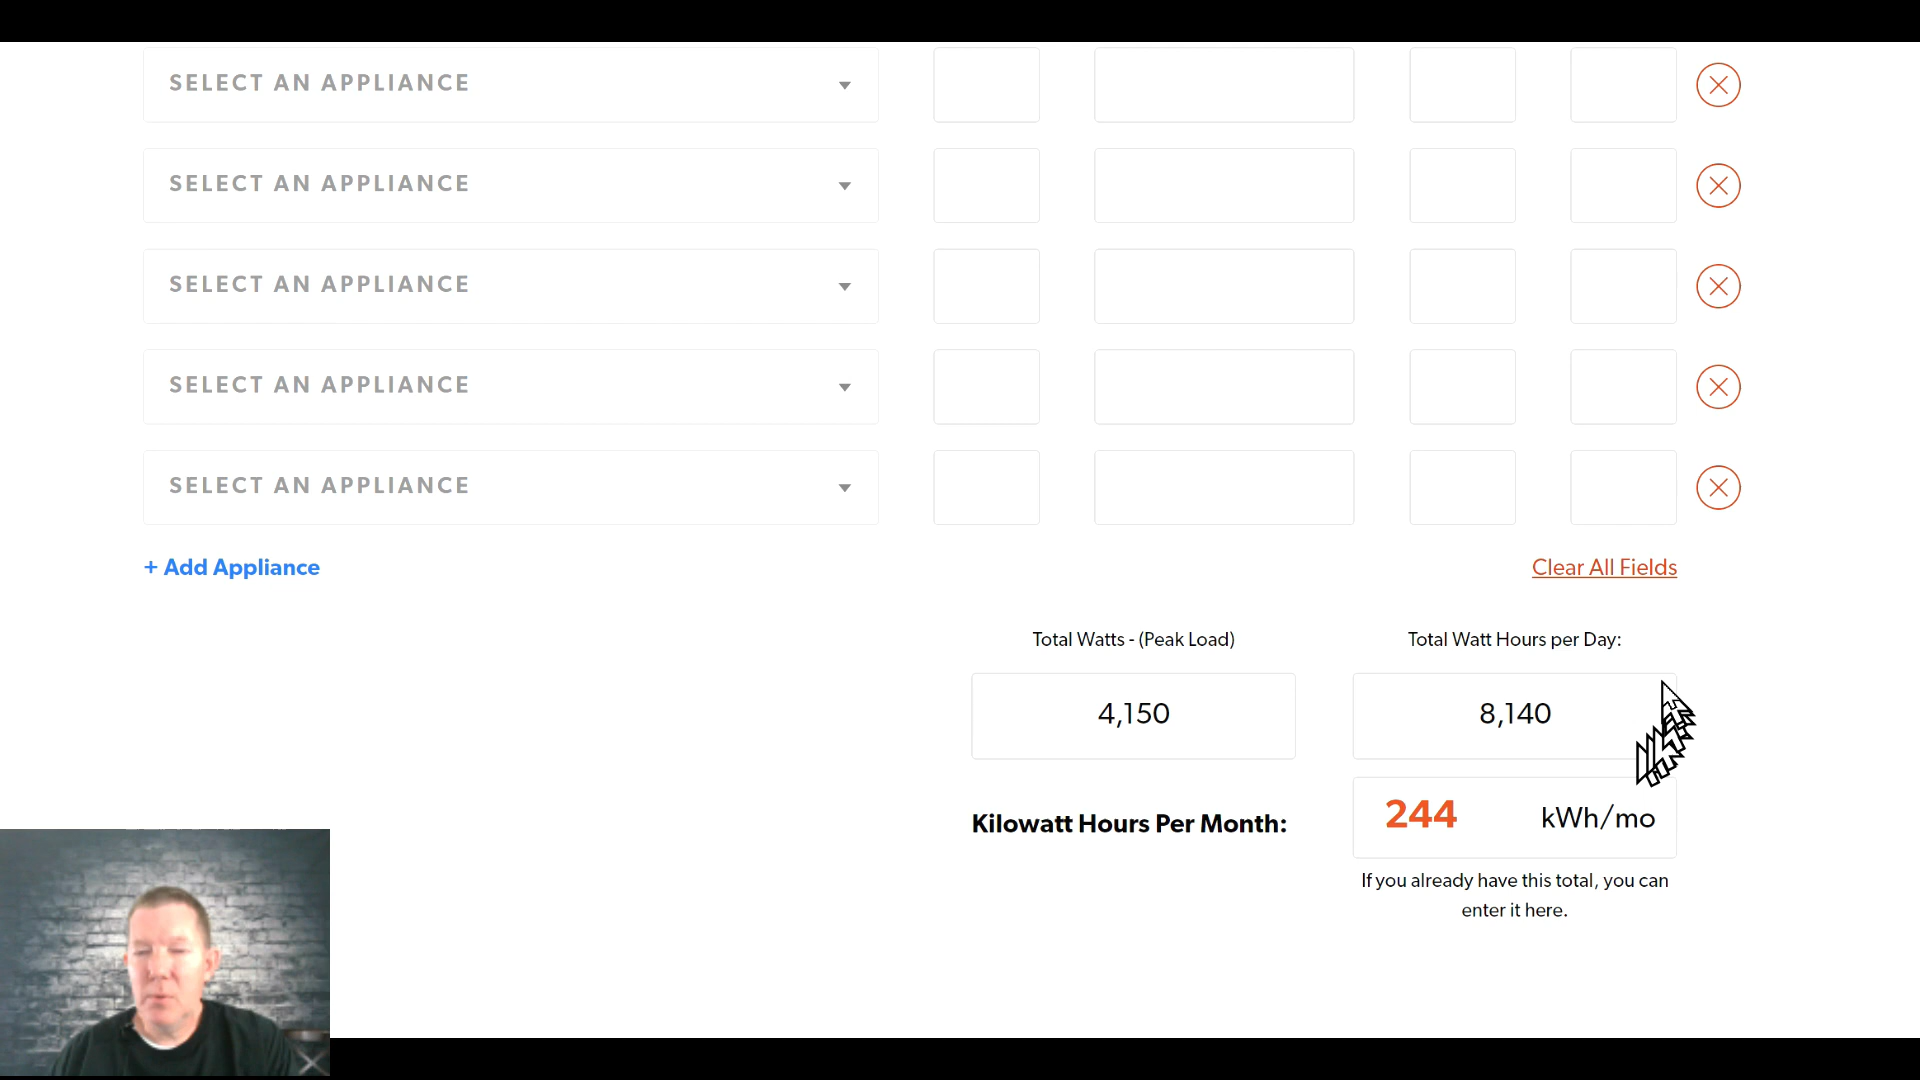 SELECT AN APPLIANCE
SELECT AN APPLIANCE
SELECT AN APPLIANCE
SELECT AN APPLIANCE
SELECT AN APPLIANCE
+ Add Appliance
Clear All Fields
Total Watts - (Peak Load)
Total Watt Hours per Day:
4,150
8,140
Kilowatt Hours Per Month:
244 kWh/mo
If you already have this total, you can
enter it here.